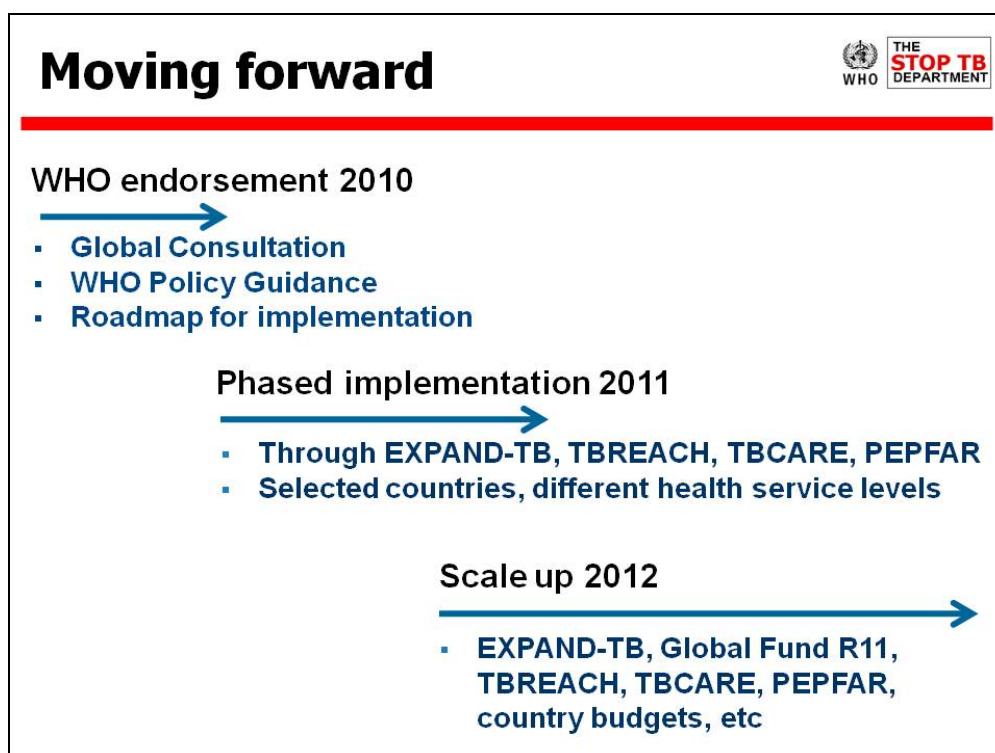 Moving forward
WHO
THE
STOP TB
DEPARTMENT
WHO endorsement 2010
▪ Global Consultation
▪ WHO Policy Guidance
▪ Roadmap for implementation
Phased implementation 2011
▪ Through EXPAND-TB, TBREACH, TBCARE, PEPFAR
▪ Selected countries, different health service levels
Scale up 2012
▪ EXPAND-TB, Global Fund R11,
TBREACH, TBCARE, PEPFAR,
country budgets, etc